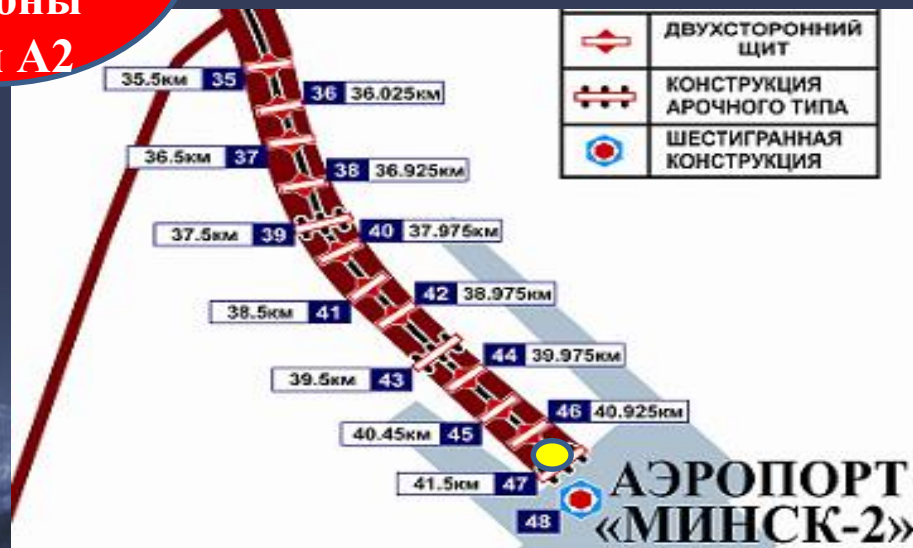 А2
ДВУХСТОРОННИЙ
ЩИТ
КОНСТРУКЦИЯ
АРОЧНОГО ТИПА
ШЕСТИГРАННАЯ
КОНСТРУКЦИЯ
35.5км 35
36 36.025км
36.5км 37
38 36.925км
37.5км 39
40 37.975км
38.5км 41
42 38.975км
39.5км 43
44 39.975км
40.45км 45
46 40.925км
41.5км 47
48
АЭРОПОРТ
«МИНСК-2»